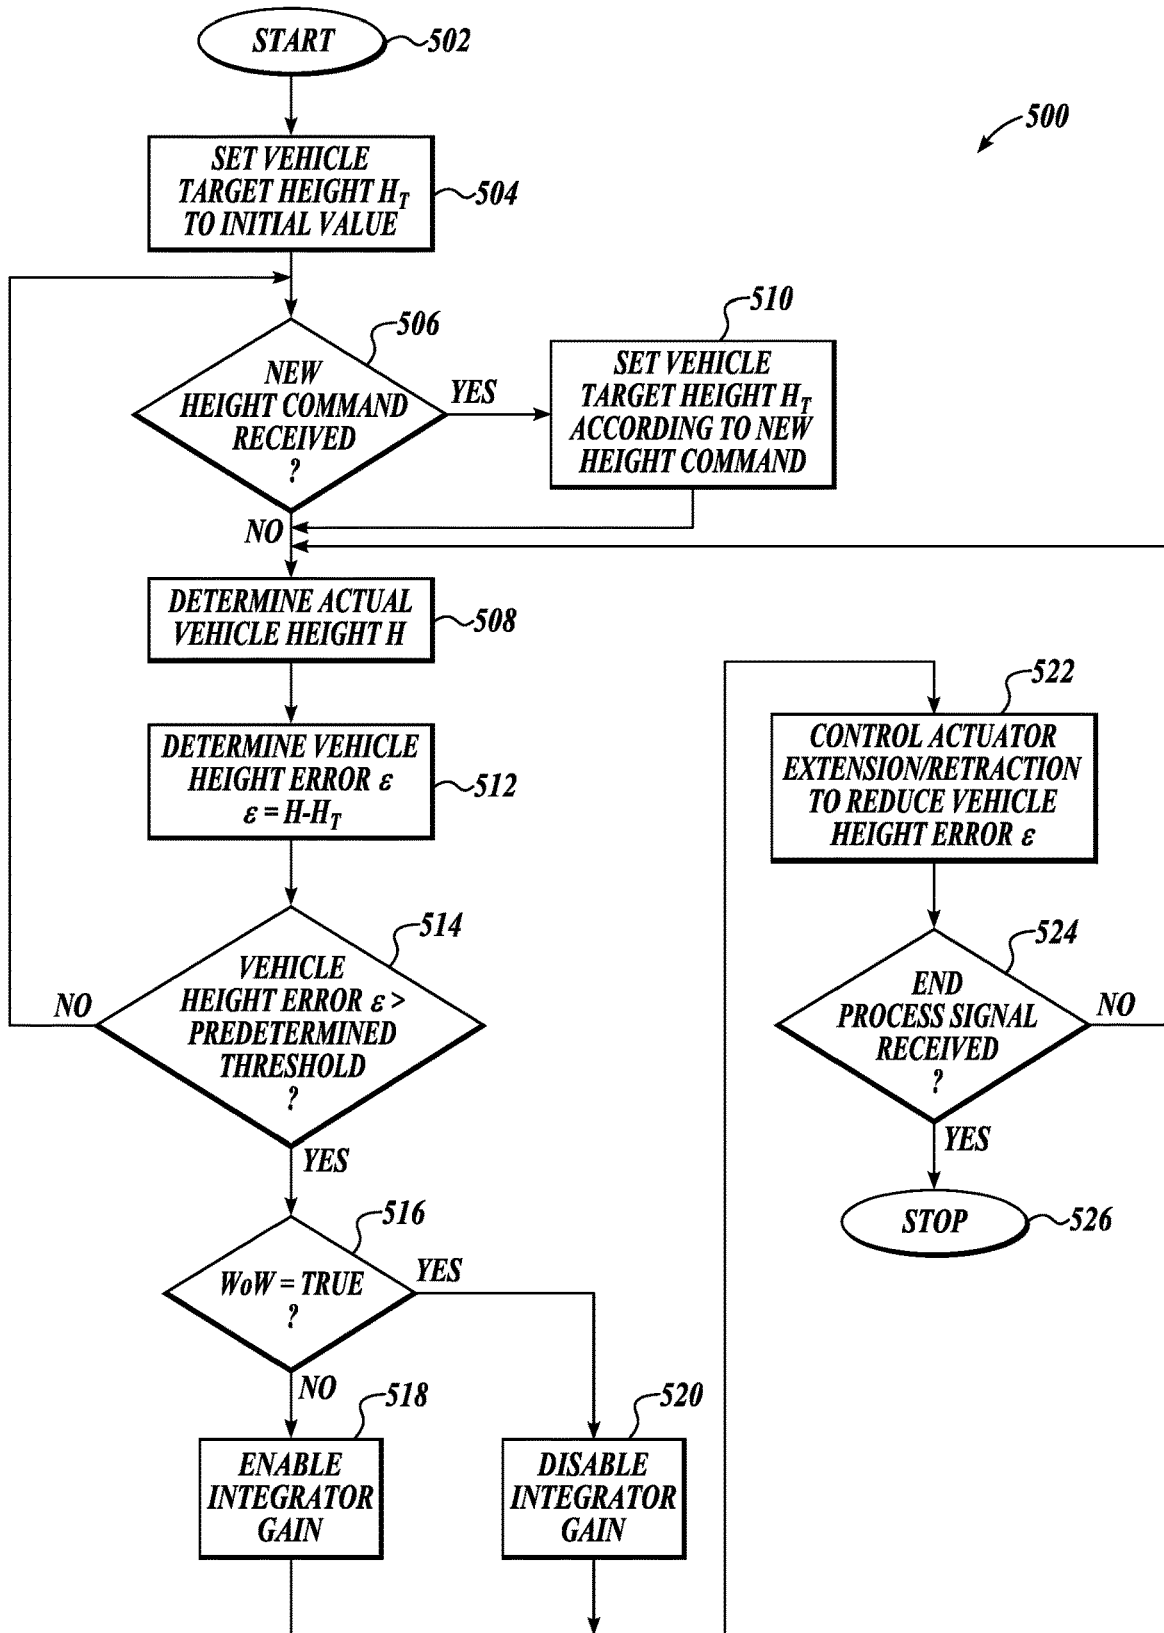 START
502
500
SET VEHICLE
TARGET HEIGHT H_T
TO INITIAL VALUE
504
506
NEW
HEIGHT COMMAND
RECEIVED
?
YES
NO
510
SET VEHICLE
TARGET HEIGHT H_T
ACCORDING TO NEW
HEIGHT COMMAND
DETERMINE ACTUAL
VEHICLE HEIGHT H
508
DETERMINE VEHICLE
HEIGHT ERROR ε
ε = H-H_T
512
514
VEHICLE
HEIGHT ERROR ε >
PREDETERMINED
THRESHOLD
?
NO
YES
516
WoW = TRUE
?
YES
NO
518
ENABLE
INTEGRATOR
GAIN
520
DISABLE
INTEGRATOR
GAIN
522
CONTROL ACTUATOR
EXTENSION/RETRACTION
TO REDUCE VEHICLE
HEIGHT ERROR ε
524
END
PROCESS SIGNAL
RECEIVED
?
NO
YES
STOP
526